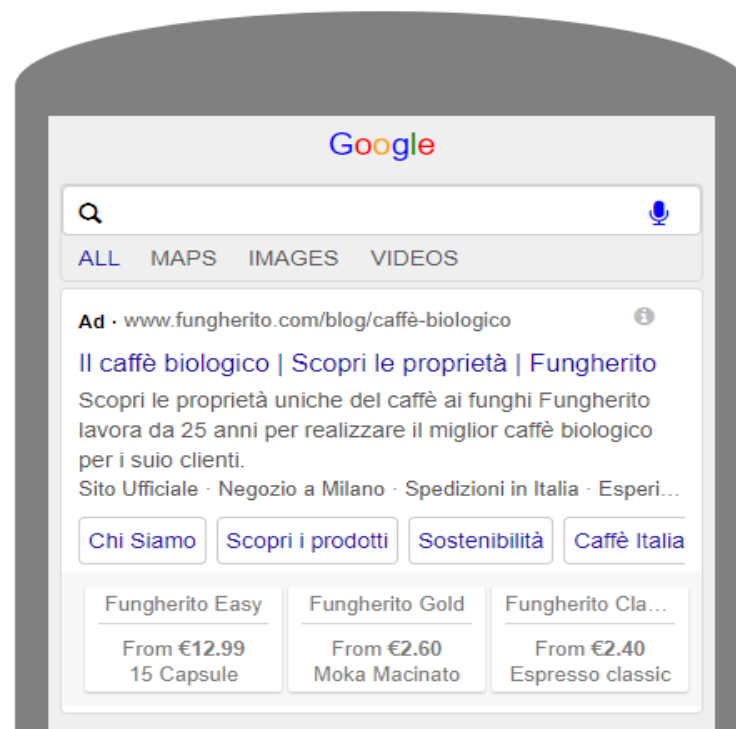 Google
ALL MAPS IMAGES VIDEOS
Ad · www.fungherito.com/blog/caffè-biologico
Il caffè biologico | Scopri le proprietà | Fungherito
Scopri le proprietà uniche del caffè ai funghi Fungherito
lavora da 25 anni per realizzare il miglior caffè biologico
per i suio clienti.
Sito Ufficiale · Negozio a Milano · Spedizioni in Italia · Esperi...
Chi Siamo Scopri i prodotti Sostenibilità Caffè Italia
Fungherito Easy Fungherito Gold Fungherito Cla...
From €12.99 From €2.60 From €2.40
15 Capsule Moka Macinato Espresso classic